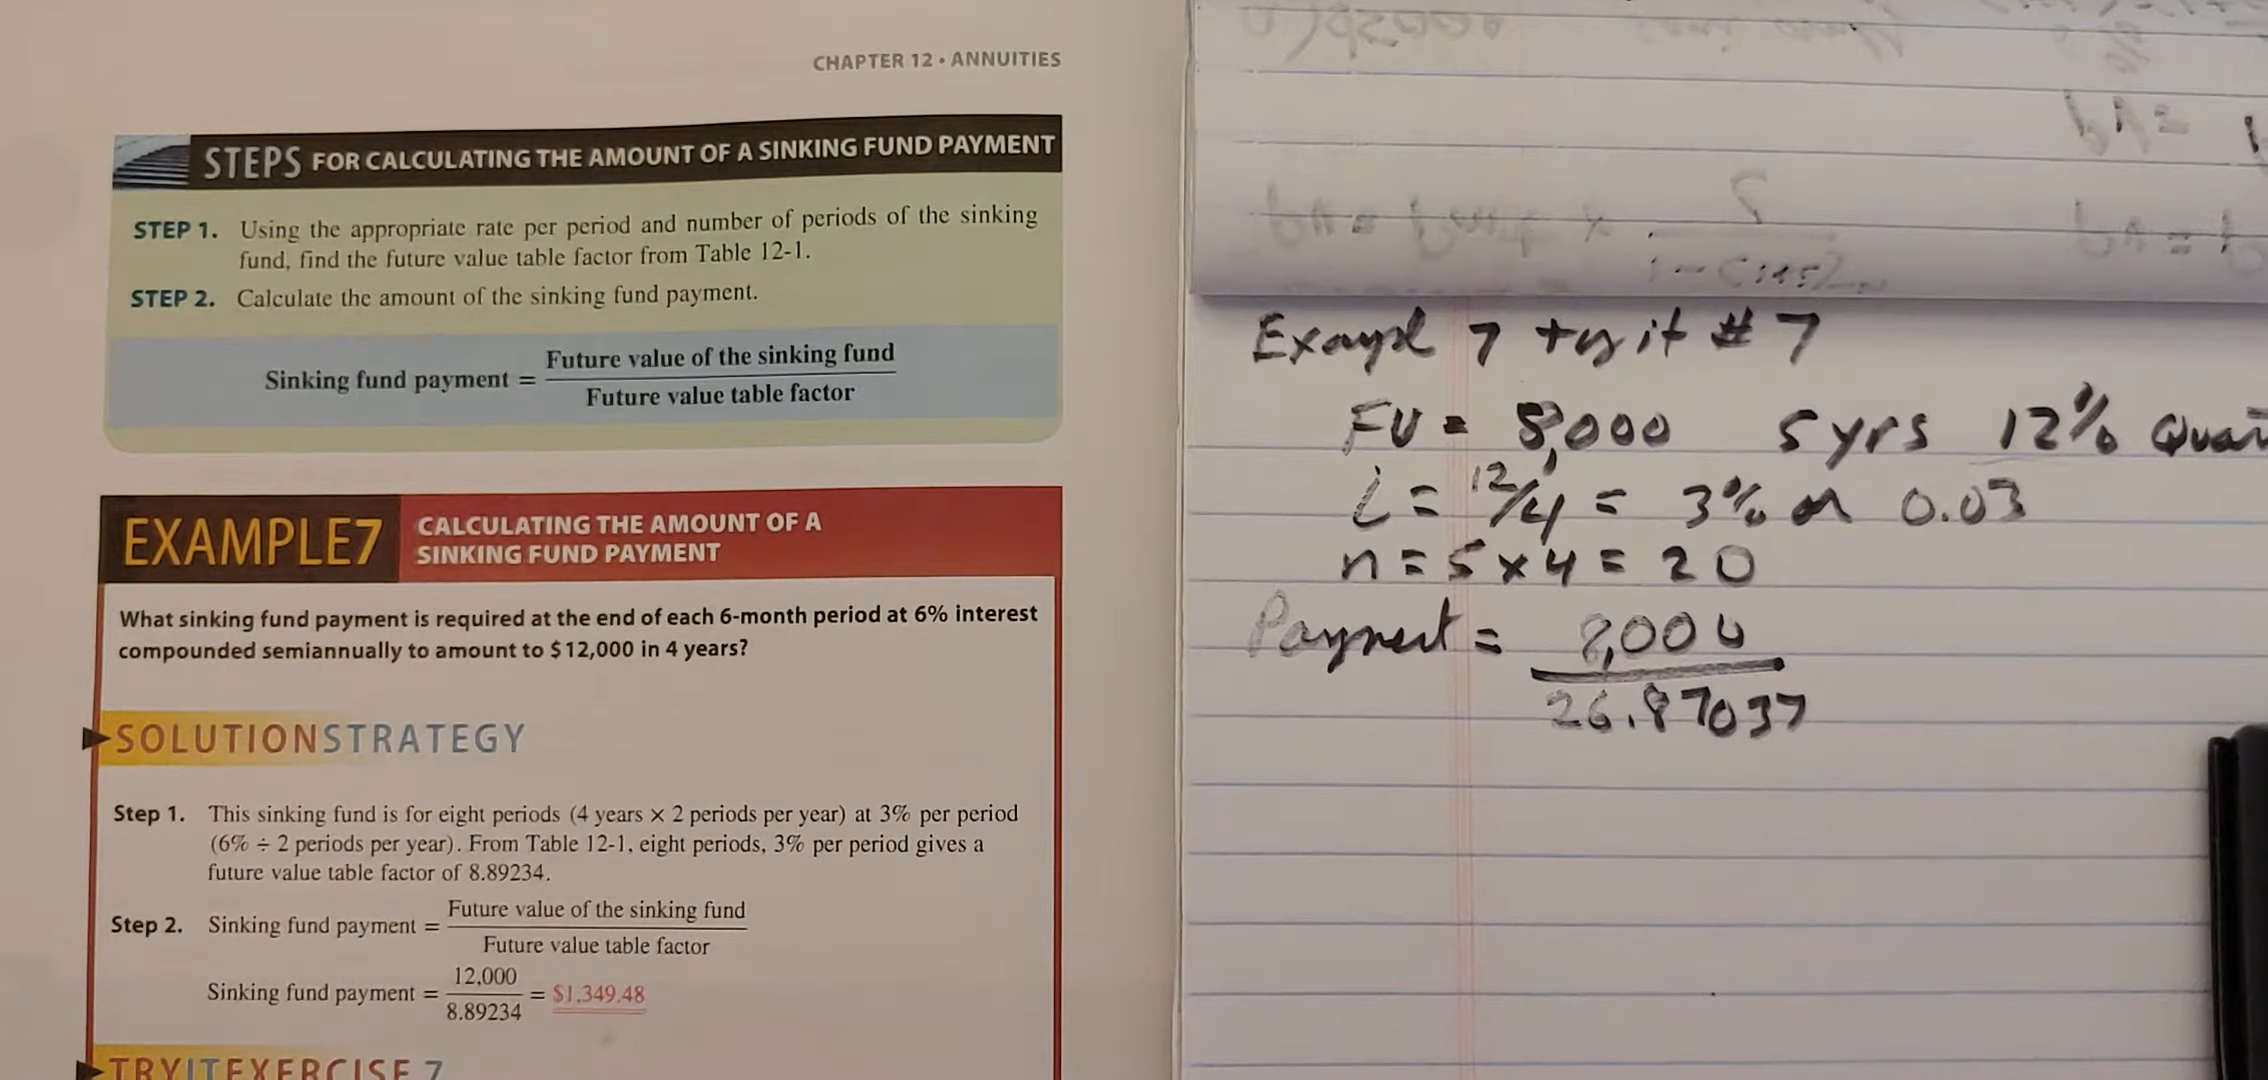 CHAPTER 12 • ANNUITIES
STEPS FOR CALCULATING THE AMOUNT OF A SINKING FUND PAYMENT
STEP 1. Using the appropriate rate per period and number of periods of the sinking
fund, find the future value table factor from Table 12-1.
STEP 2. Calculate the amount of the sinking fund payment.
Sinking fund payment = Future value of the sinking fund
Future value table factor
EXAMPLE7 CALCULATING THE AMOUNT OF A
SINKING FUND PAYMENT
What sinking fund payment is required at the end of each 6-month period at 6% interest
compounded semiannually to amount to $12,000 in 4 years?
SOLUTIONSTRATEGY
Step 1. This sinking fund is for eight periods (4 years × 2 periods per year) at 3% per period
(6% ÷ 2 periods per year). From Table 12-1, eight periods, 3% per period gives a
future value table factor of 8.89234.
Step 2. Sinking fund payment = Future value of the sinking fund
Future value table factor
Sinking fund payment = 12,000
8.89234 = $1,349.48
TRYITEXERCISE 7
Exampl 7 try it # 7
FV = 8,000 5 yrs 12%
i = 12/4 = 3% or 0.03
n = 5 x 4 = 20
Payment = 8,000
26.87037